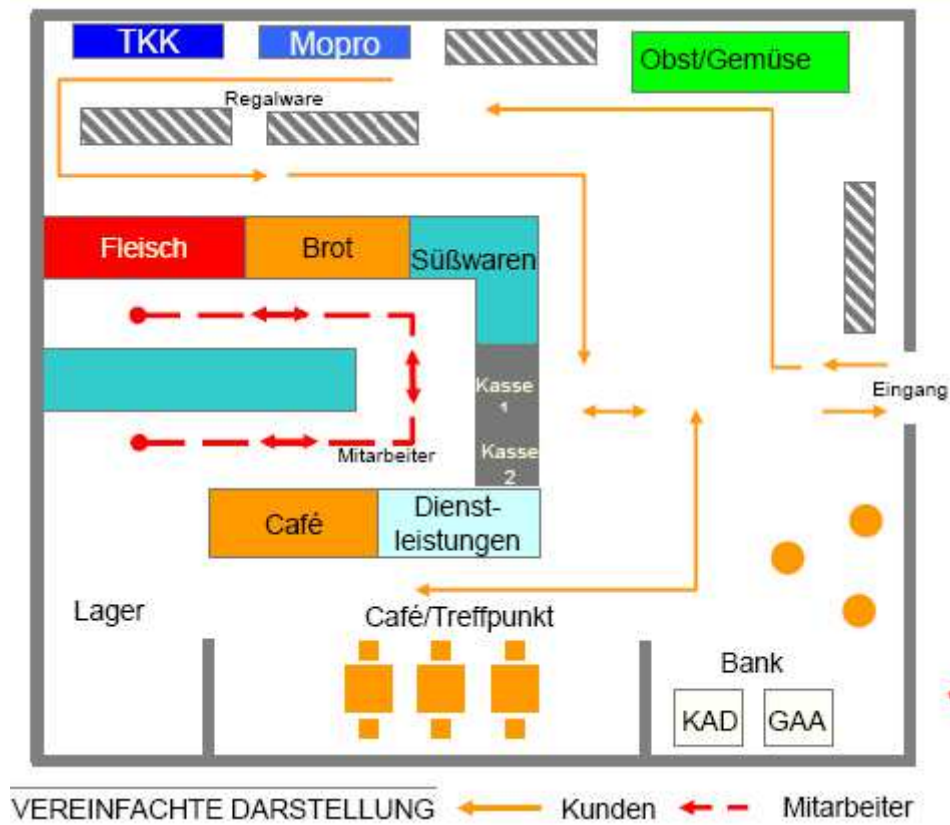 TKK
Mopro
Obst/Gemüse
Regalware
Fleisch
Brot
Süßwaren
Kasse
1
Kasse
2
Eingang
Mitarbeiter
Café
Dienst-
leistungen
Lager
Café/Treffpunkt
Bank
KAD
GAA
VEREINFACHTE DARSTELLUNG
Kunden
Mitarbeiter